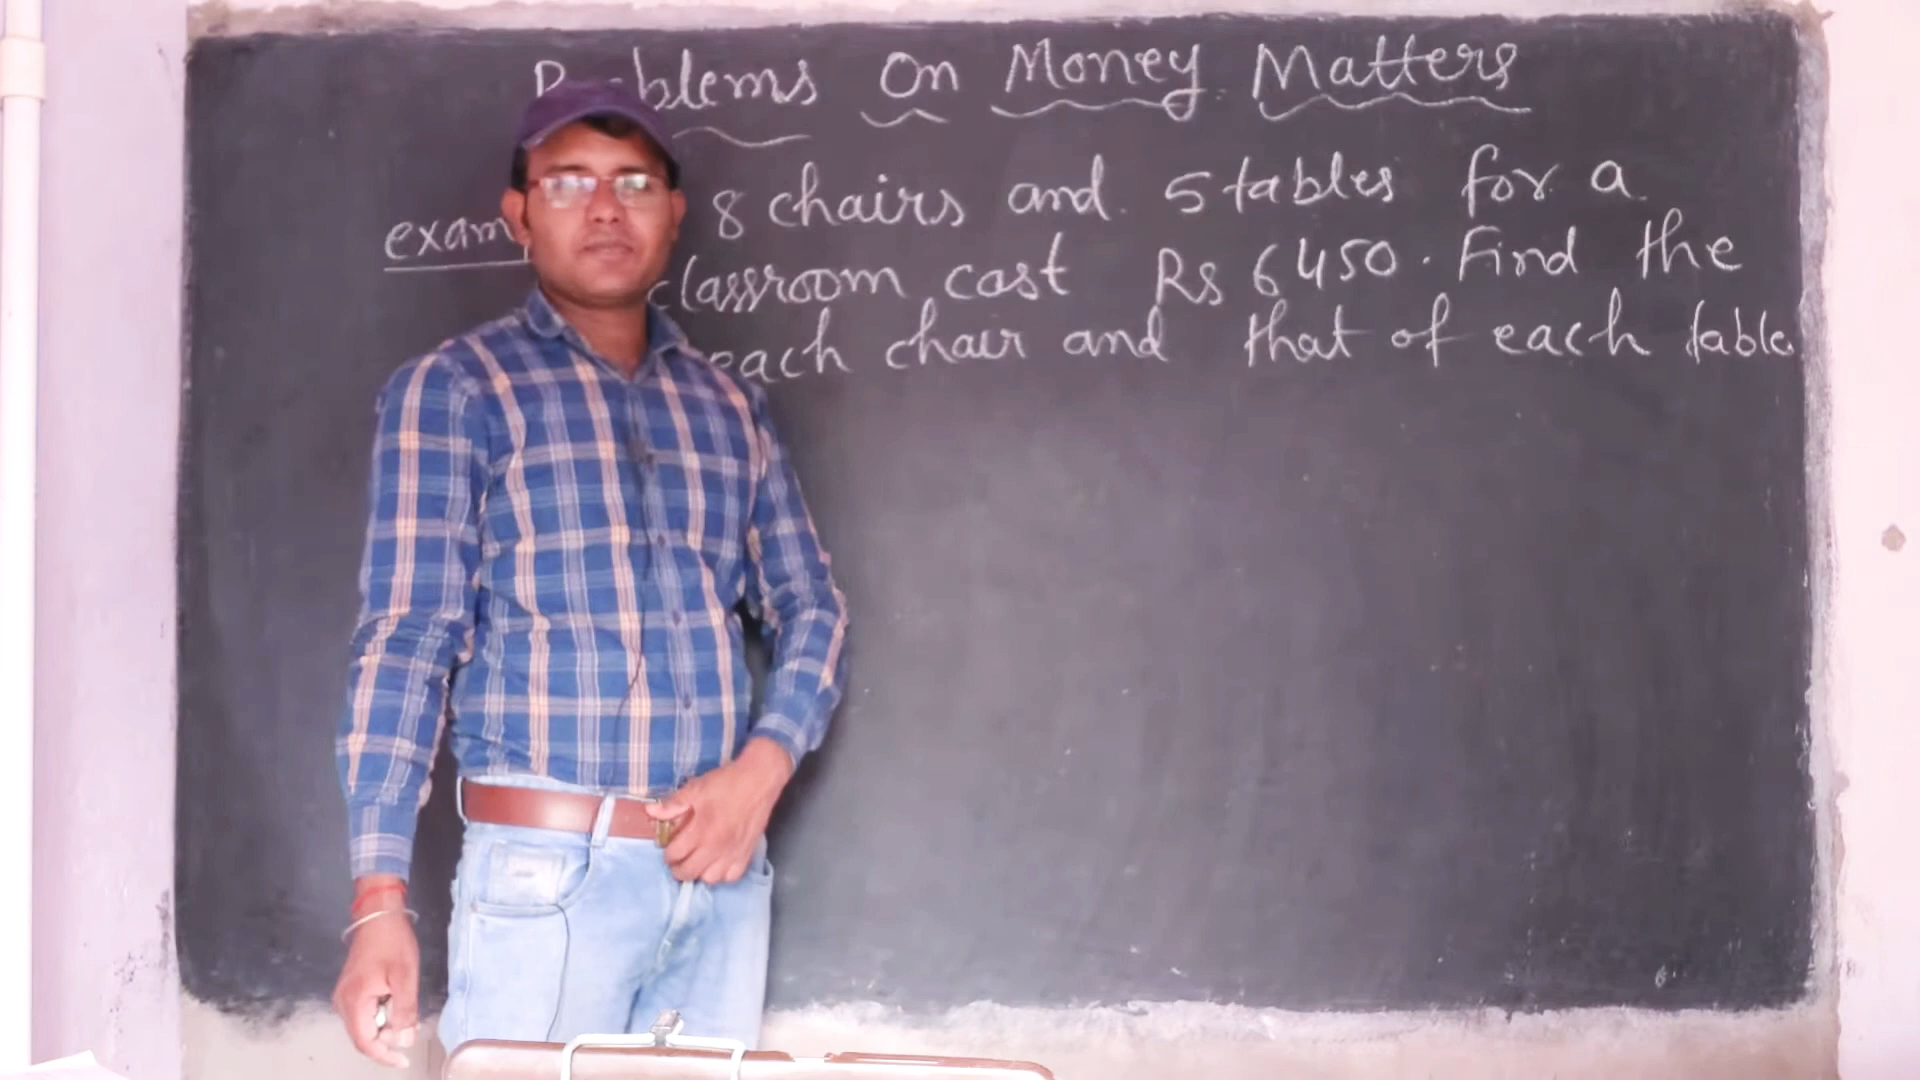 Problems On Money Matters
exam 8 chairs and 5 tables for a
classroom cost Rs 6450. Find the
each chair and that of each table.